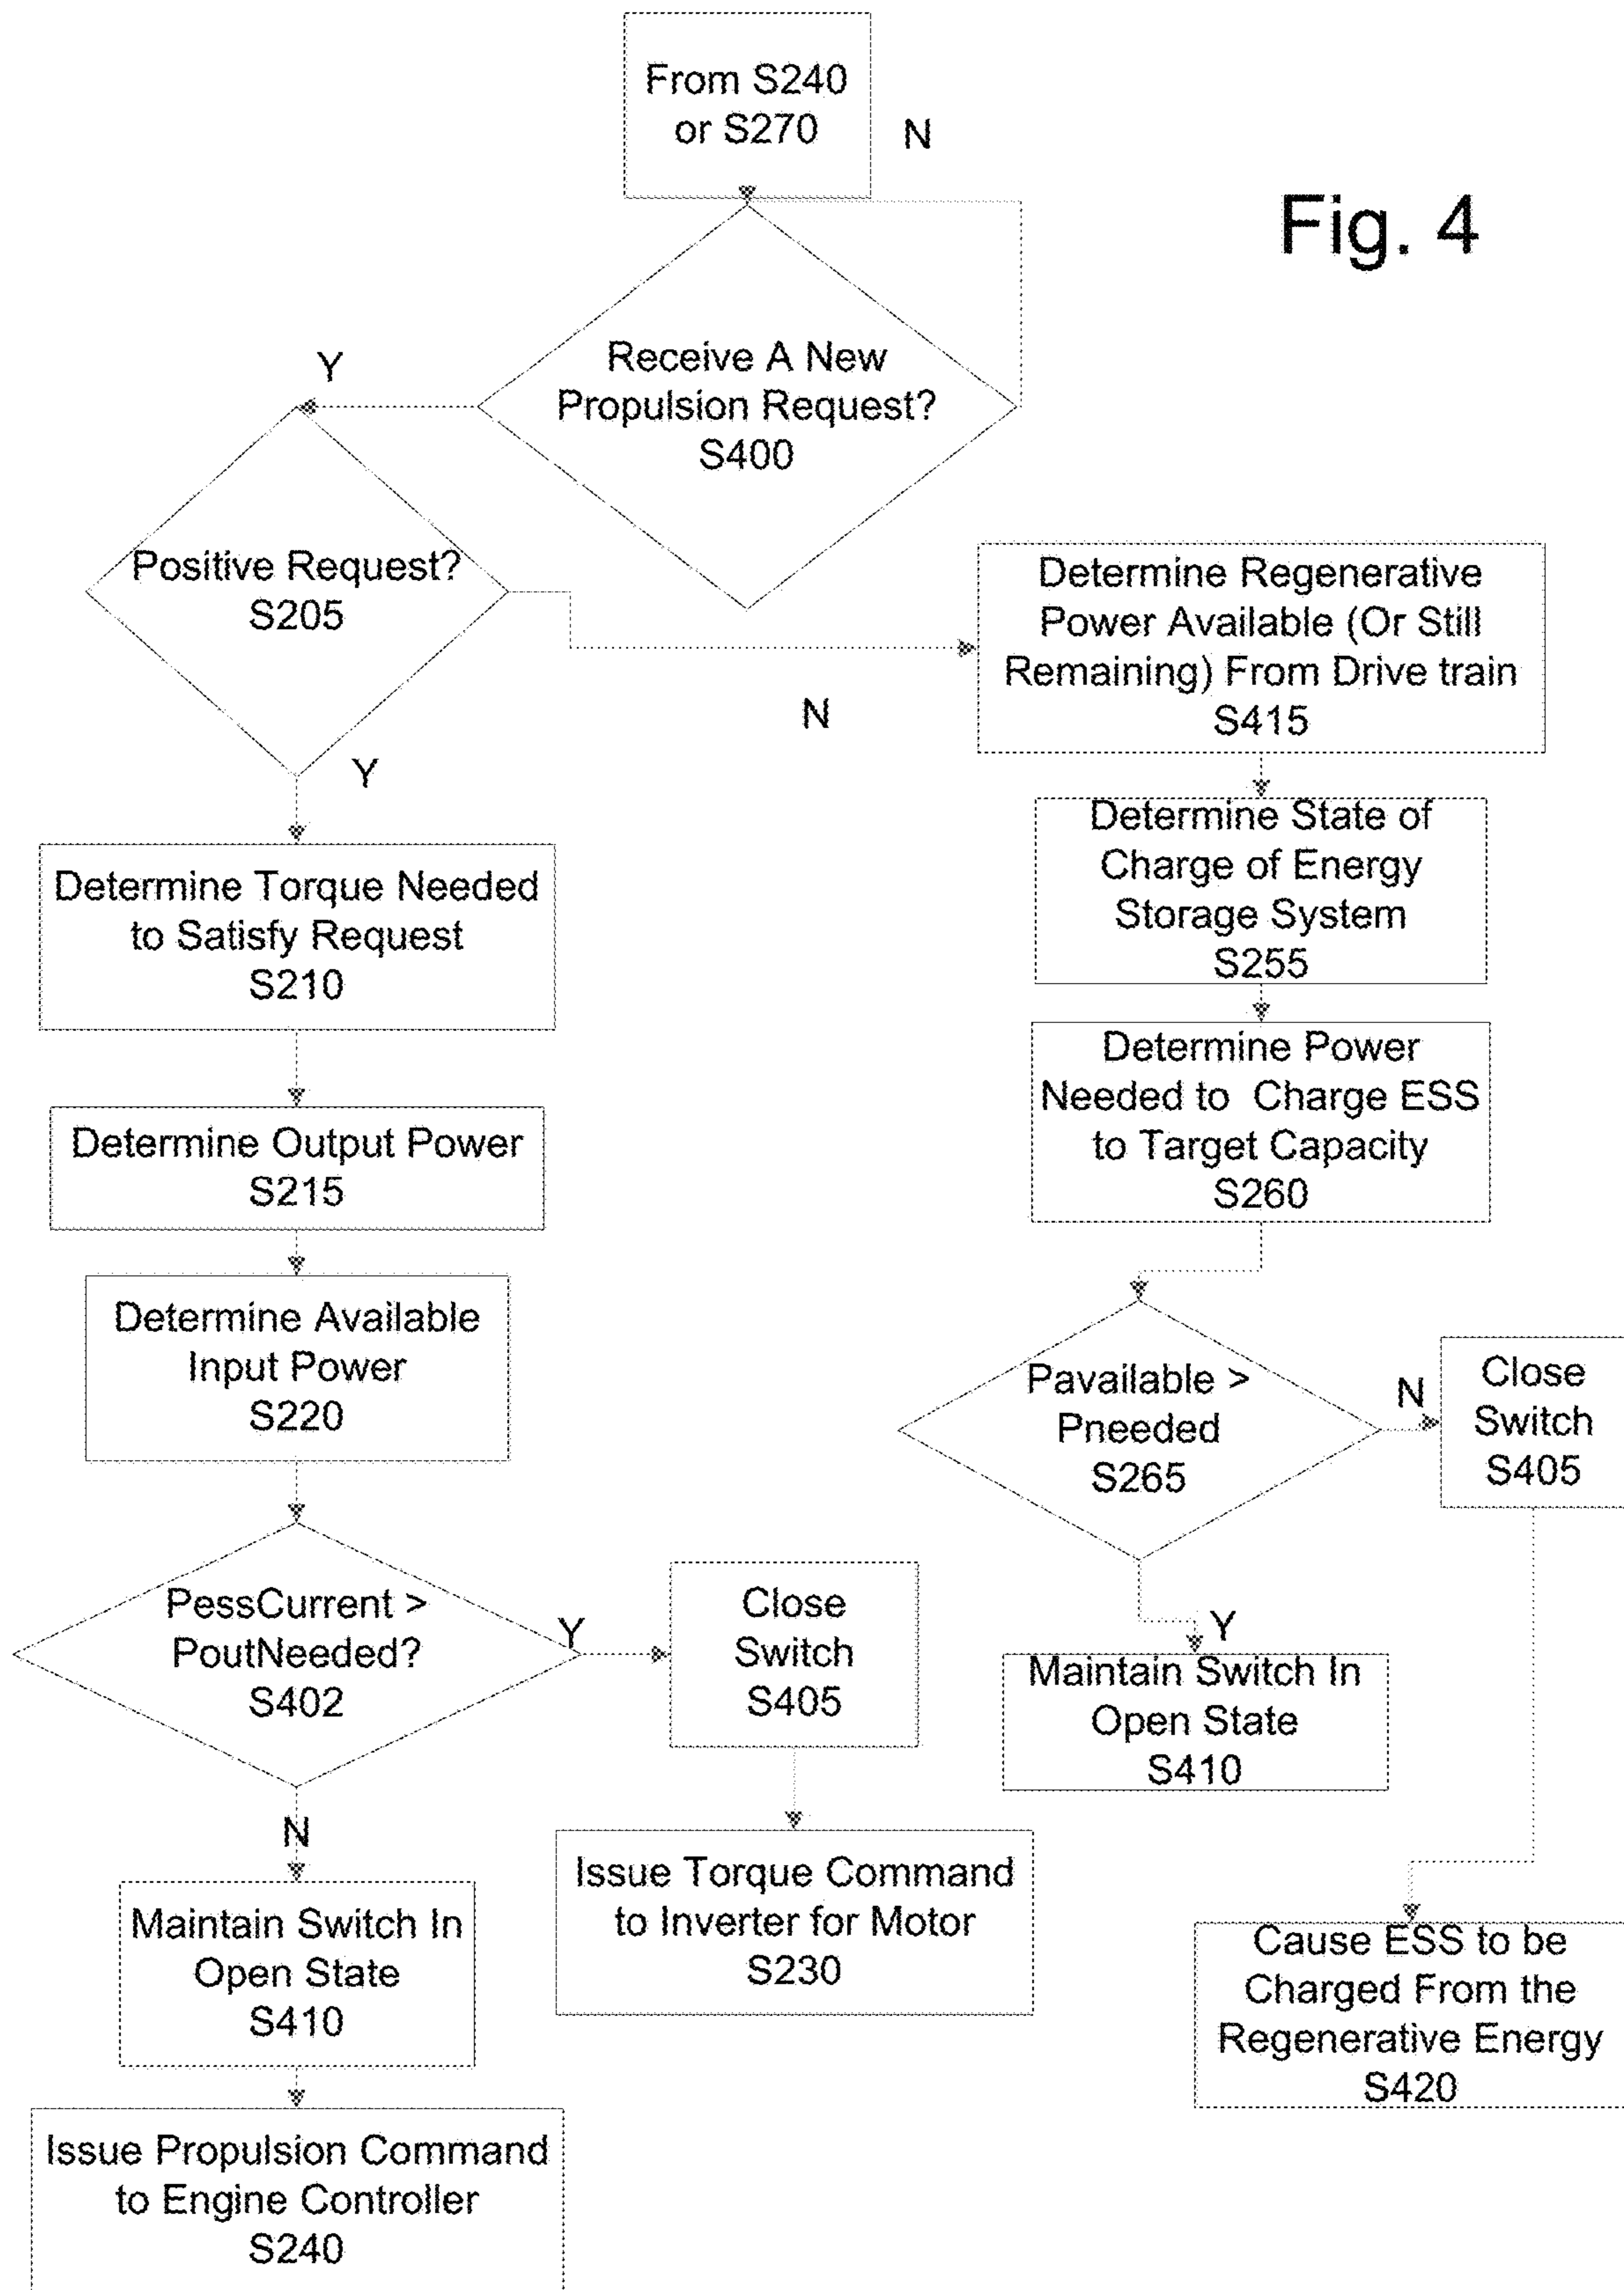 From S240
or S270
N
Fig. 4
Receive A New
Propulsion Request?
S400
Y
Positive Request?
S205
N
Y
Determine Regenerative
Power Available (Or Still
Remaining) From Drive train
S415
Determine State of
Charge of Energy
Storage System
S255
Determine Power
Needed to Charge ESS
to Target Capacity
S260
Pavailable >
Pneeded
S265
N
Close
Switch
S405
Y
Maintain Switch In
Open State
S410
Cause ESS to be
Charged From the
Regenerative Energy
S420
Determine Torque Needed
to Satisfy Request
S210
Determine Output Power
S215
Determine Available
Input Power
S220
PessCurrent >
PoutNeeded?
S402
Y
Close
Switch
S405
Issue Torque Command
to Inverter for Motor
S230
N
Maintain Switch In
Open State
S410
Issue Propulsion Command
to Engine Controller
S240